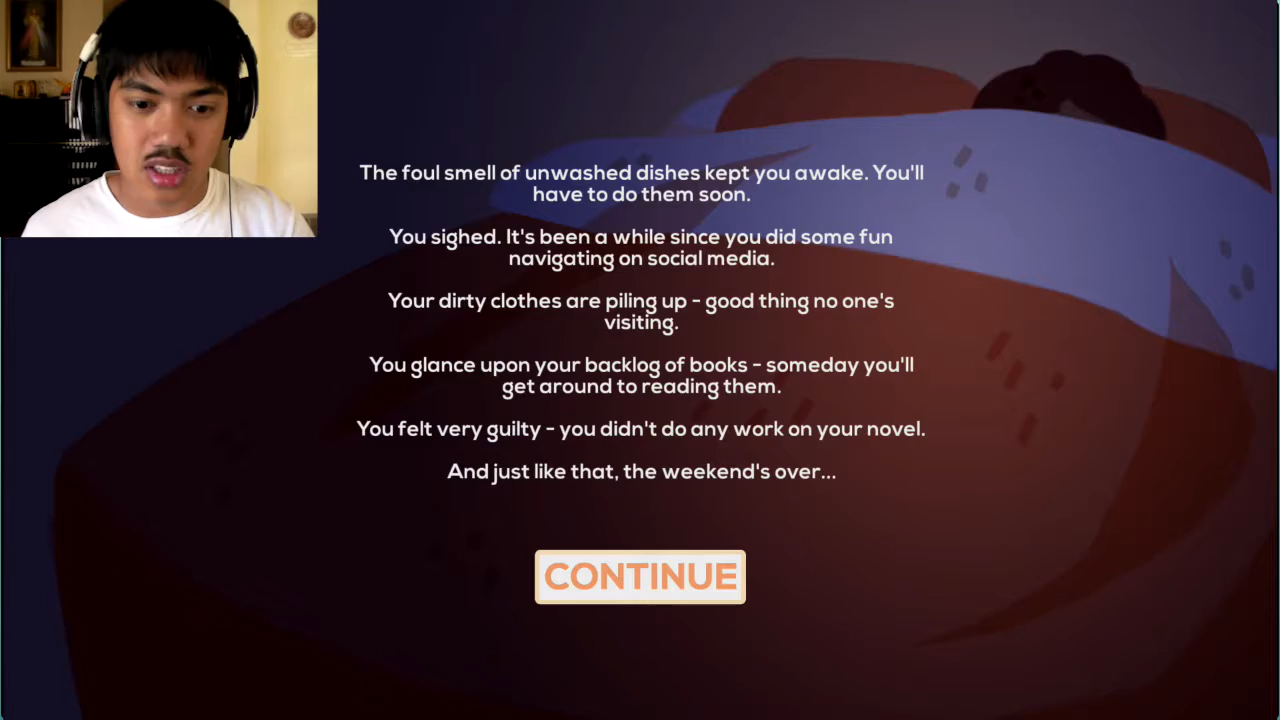 The foul smell of unwashed dishes kept you awake. You'll
have to do them soon.
You sighed. It's been a while since you did some fun
navigating on social media.
Your dirty clothes are piling up - good thing no one's
visiting.
You glance upon your backlog of books - someday you'll
get around to reading them.
You felt very guilty - you didn't do any work on your novel.
And just like that, the weekend's over...
CONTINUE